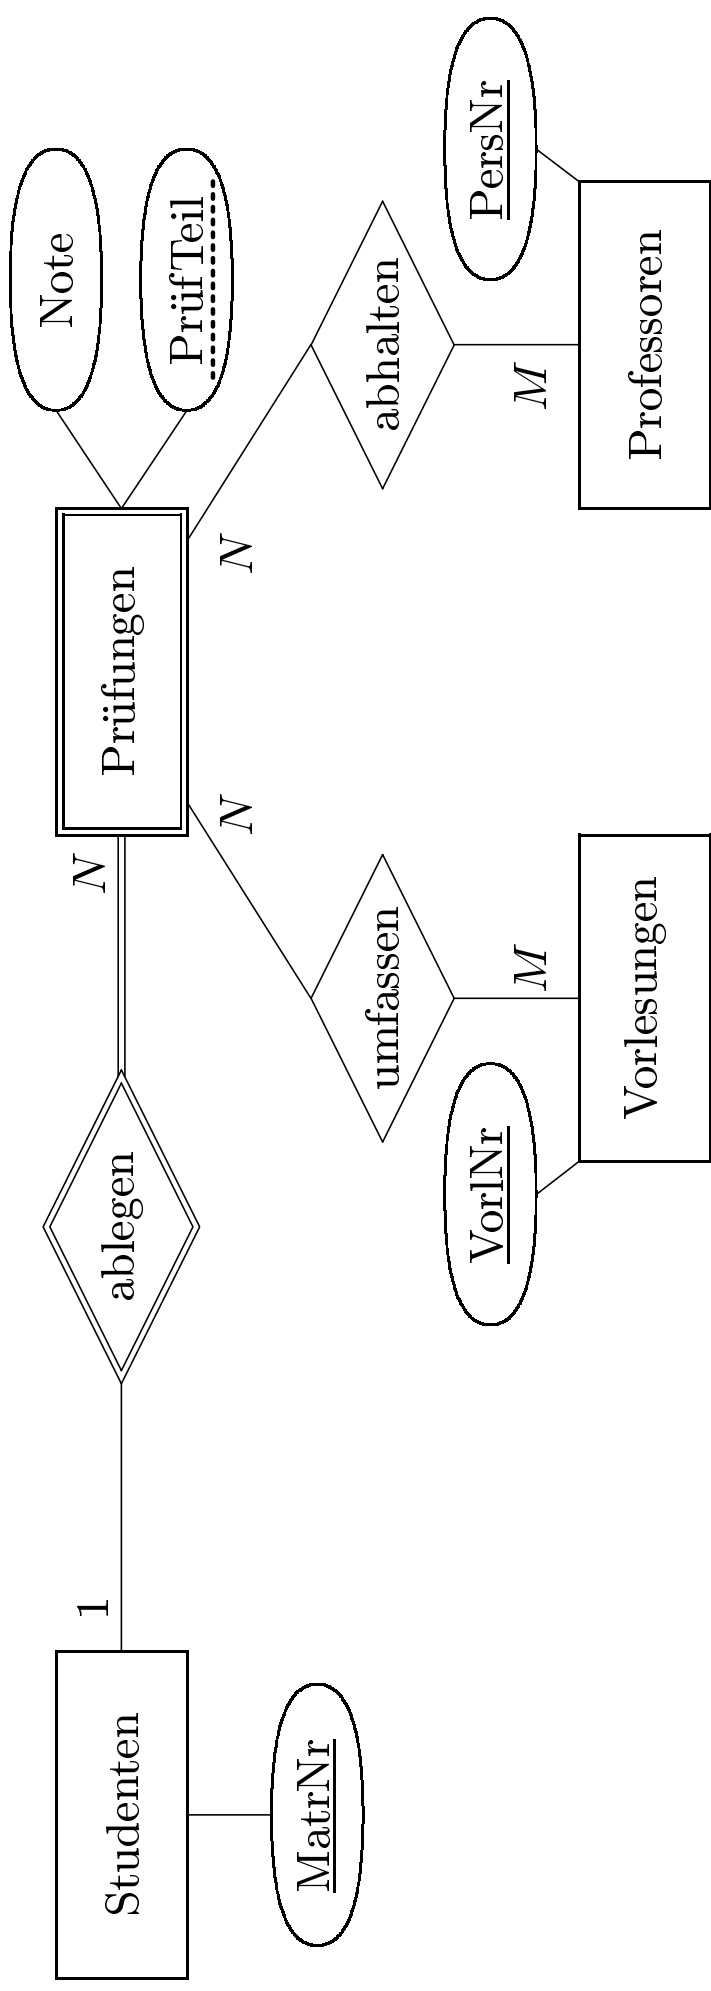 Note
Studenten
1
ablegen
N
Prüfungen
PrüfTeil
MatrNr
N
N
umfassen
abhalten
VorlNr
M
M
PersNr
Vorlesungen
Professoren